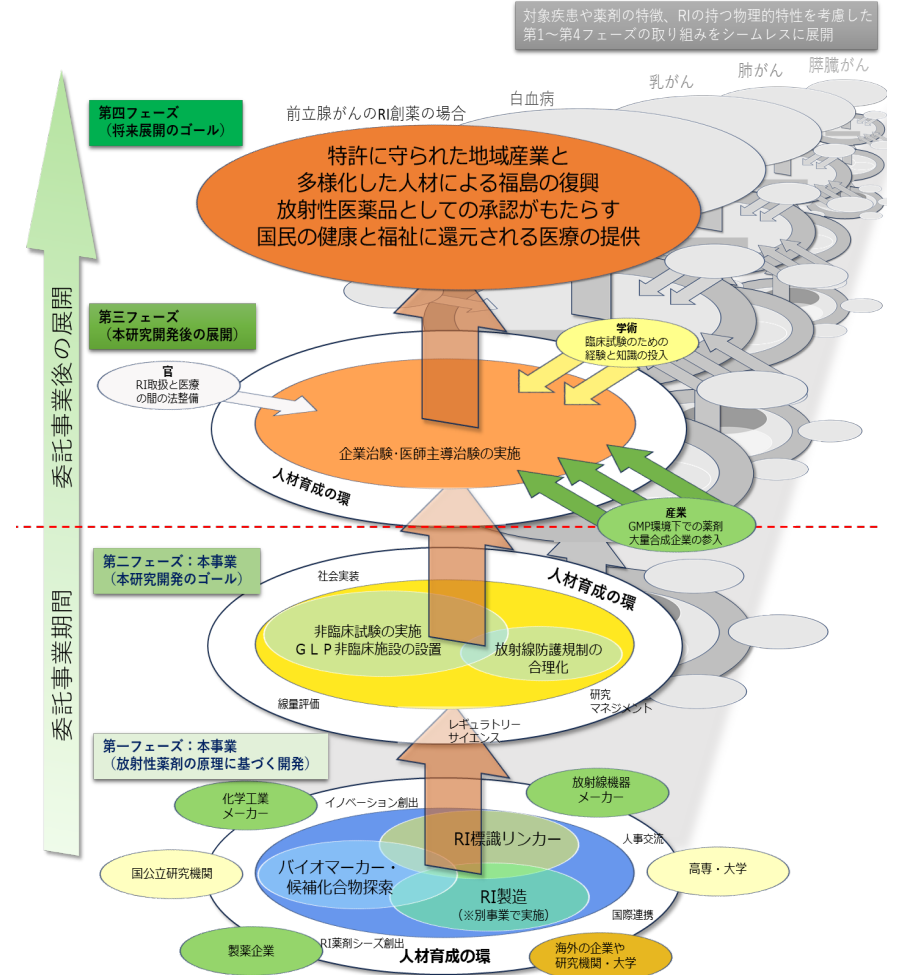 対象疾患や薬剤の特徴、RIの持つ物理的特性を考慮した
第1～第4フェーズの取り組みをシームレスに展開
膵臓がん
肺がん
乳がん
白血病
前立腺がんのRI創薬の場合
第四フェーズ
（将来展開のゴール）
特許に守られた地域産業と
多様化した人材による福島の復興
放射性医薬品としての承認がもたらす
国民の健康と福祉に還元される医療の提供
委託事業後の展開
第三フェーズ
（本研究開発後の展開）
学術
臨床試験のための
経験と知識の投入
官
RI取扱と医療
の間の法整備
企業治験・医師主導治験の実施
人材育成の環
産業
GMP環境下での薬剤
大量合成企業の参入
委託事業期間
第二フェーズ：本事業
（本研究開発のゴール）
社会実装
人材育成の環
非臨床試験の実施
ＧＬＰ非臨床施設の設置
放射線防護規制の
合理化
線量評価
研究
マネジメント
レギュラトリー
サイエンス
第一フェーズ：本事業
（放射性薬剤の原理に基づく開発）
化学工業
メーカー
イノベーション創出
放射線機器
メーカー
RI標識リンカー
人事交流
バイオマーカー・
候補化合物探索
国公立研究機関
高専・大学
RI製造
（※別事業で実施）
国際連携
RI薬剤シーズ創出
製薬企業
人材育成の環
海外の企業や
研究機関・大学